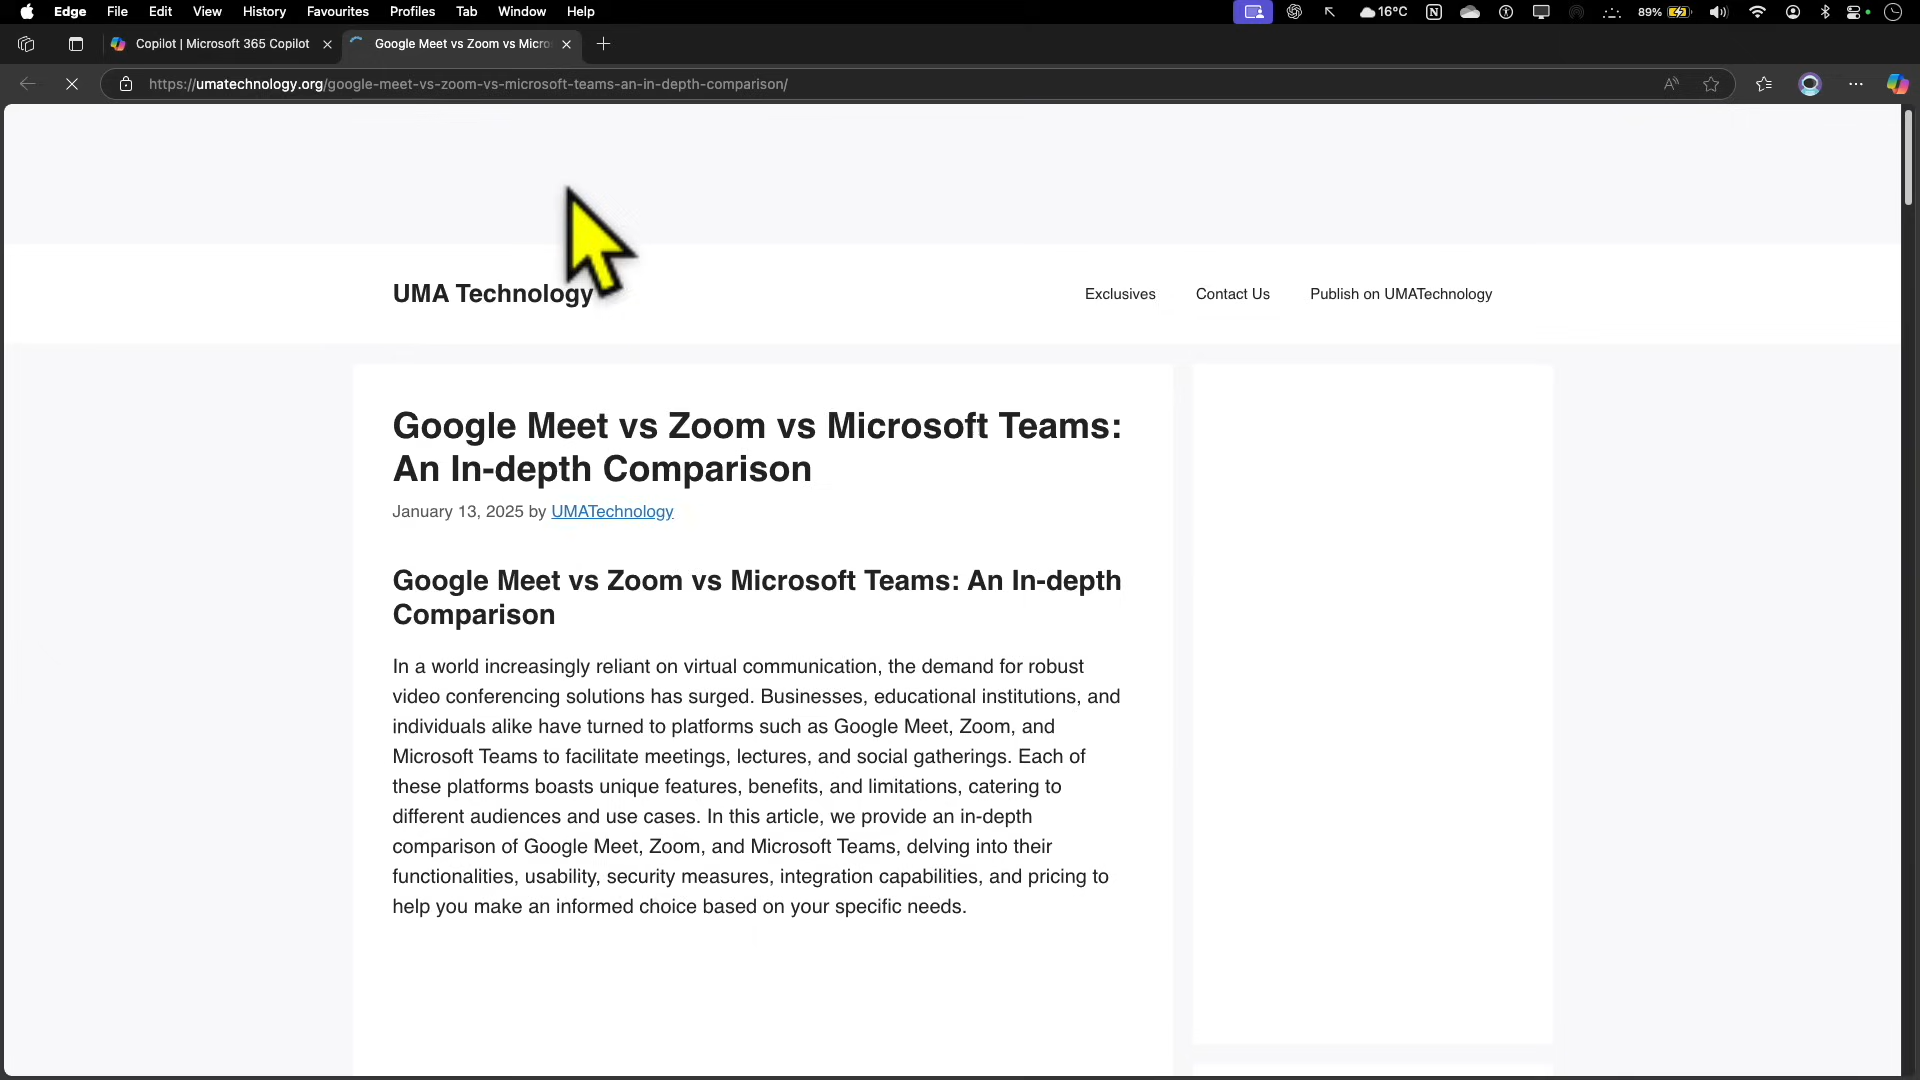 Edge File Edit View History Favourites Profiles Tab Window Help 16°C 89%
Copilot | Microsoft 365 Copilot Google Meet vs Zoom vs Micro
https://umatechnology.org/google-meet-vs-zoom-vs-microsoft-teams-an-in-depth-comparison/
UMA Technology
Exclusives Contact Us Publish on UMATechnology
Google Meet vs Zoom vs Microsoft Teams:
An In-depth Comparison
January 13, 2025 by UMATechnology
Google Meet vs Zoom vs Microsoft Teams: An In-depth
Comparison
In a world increasingly reliant on virtual communication, the demand for robust
video conferencing solutions has surged. Businesses, educational institutions, and
individuals alike have turned to platforms such as Google Meet, Zoom, and
Microsoft Teams to facilitate meetings, lectures, and social gatherings. Each of
these platforms boasts unique features, benefits, and limitations, catering to
different audiences and use cases. In this article, we provide an in-depth
comparison of Google Meet, Zoom, and Microsoft Teams, delving into their
functionalities, usability, security measures, integration capabilities, and pricing to
help you make an informed choice based on your specific needs.